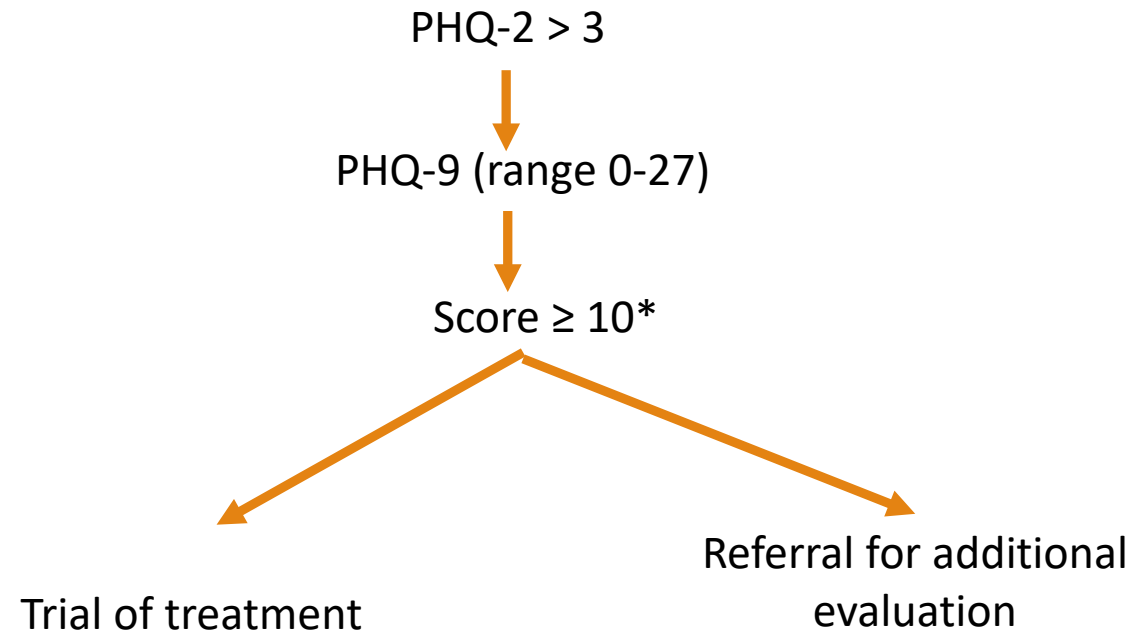 PHQ-2 > 3
PHQ-9 (range 0-27)
Score ≥ 10*
Trial of treatment
Referral for additional
evaluation